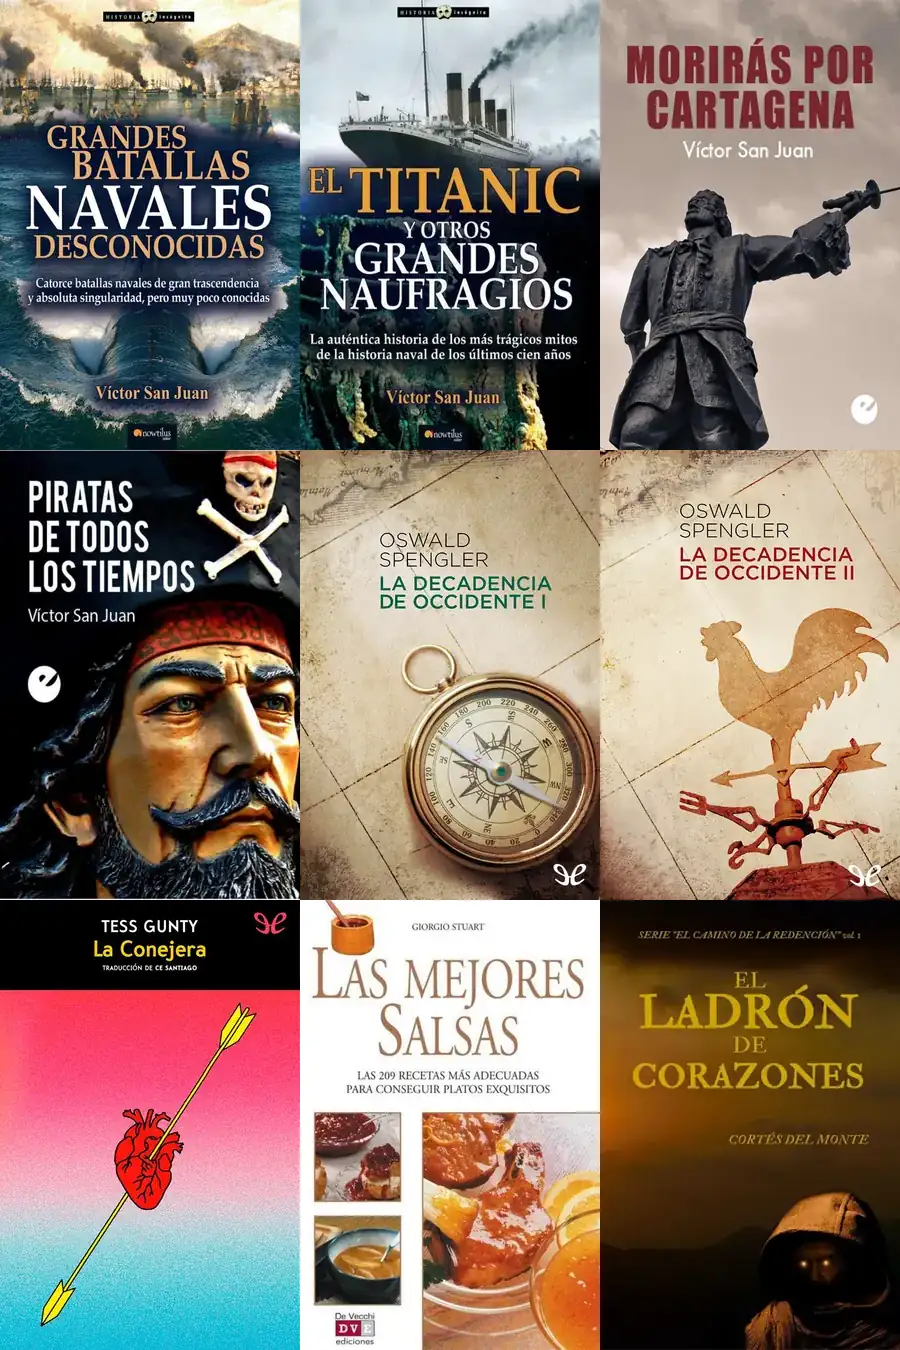 HISTORIA Incógnita
GRANDES
BATALLAS
NAVALES
DESCONOCIDAS
Catorce batallas navales de gran trascendencia
y absoluta singularidad, pero muy poco conocidas
Víctor San Juan
nowtilus
HISTORIA Incógnita
EL TITANIC
Y OTROS
GRANDES
NAUFRAGIOS
La auténtica historia de los más trágicos mitos
de la historia naval de los últimos cien años
Víctor San Juan
nowtilus
MORIRÁS POR
CARTAGENA
Víctor San Juan
PIRATAS
DE TODOS
LOS TIEMPOS
Víctor San Juan
OSWALD
SPENGLER
LA DECADENCIA
DE OCCIDENTE I
OSWALD
SPENGLER
LA DECADENCIA
DE OCCIDENTE II
TESS GUNTY
La Conejera
TRADUCCIÓN DE CE SANTIAGO
GIORGIO STUART
LAS MEJORES
SALSAS
LAS 209 RECETAS MÁS ADECUADAS
PARA CONSEGUIR PLATOS EXQUISITOS
De Vecchi
DVE
ediciones
SERIE "EL CAMINO DE LA REDENCIÓN" vol. 1
EL
LADRÓN
DE
CORAZONES
CORTÉS DEL MONTE